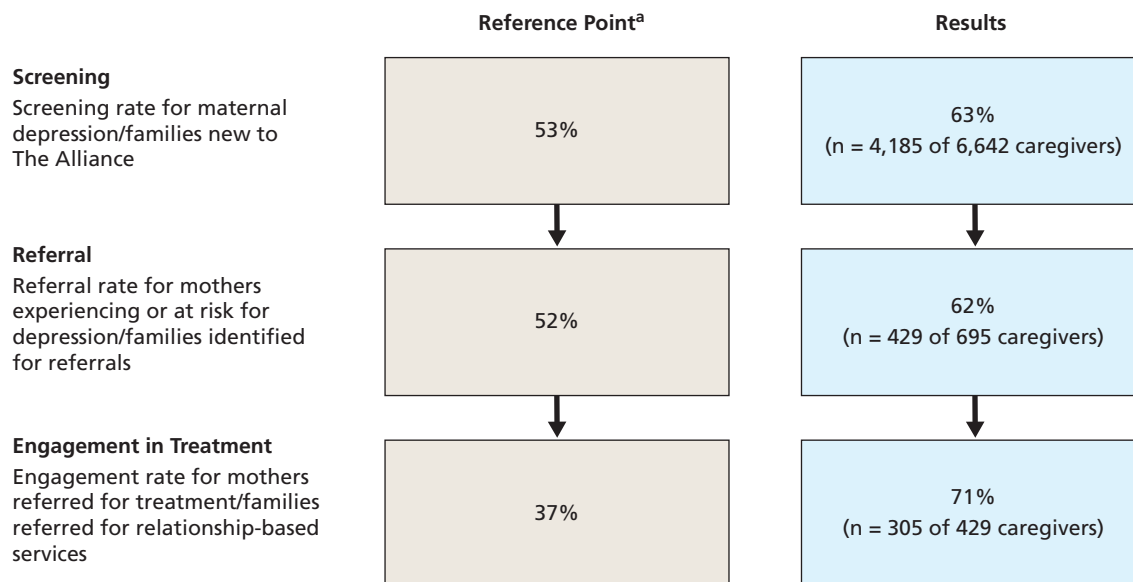 Reference Pointa
Results
Screening
Screening rate for maternal
depression/families new to
The Alliance
53%
63%
(n = 4,185 of 6,642 caregivers)
Referral
Referral rate for mothers
experiencing or at risk for
depression/families identified
for referrals
52%
62%
(n = 429 of 695 caregivers)
Engagement in Treatment
Engagement rate for mothers
referred for treatment/families
referred for relationship-based
services
37%
71%
(n = 305 of 429 caregivers)